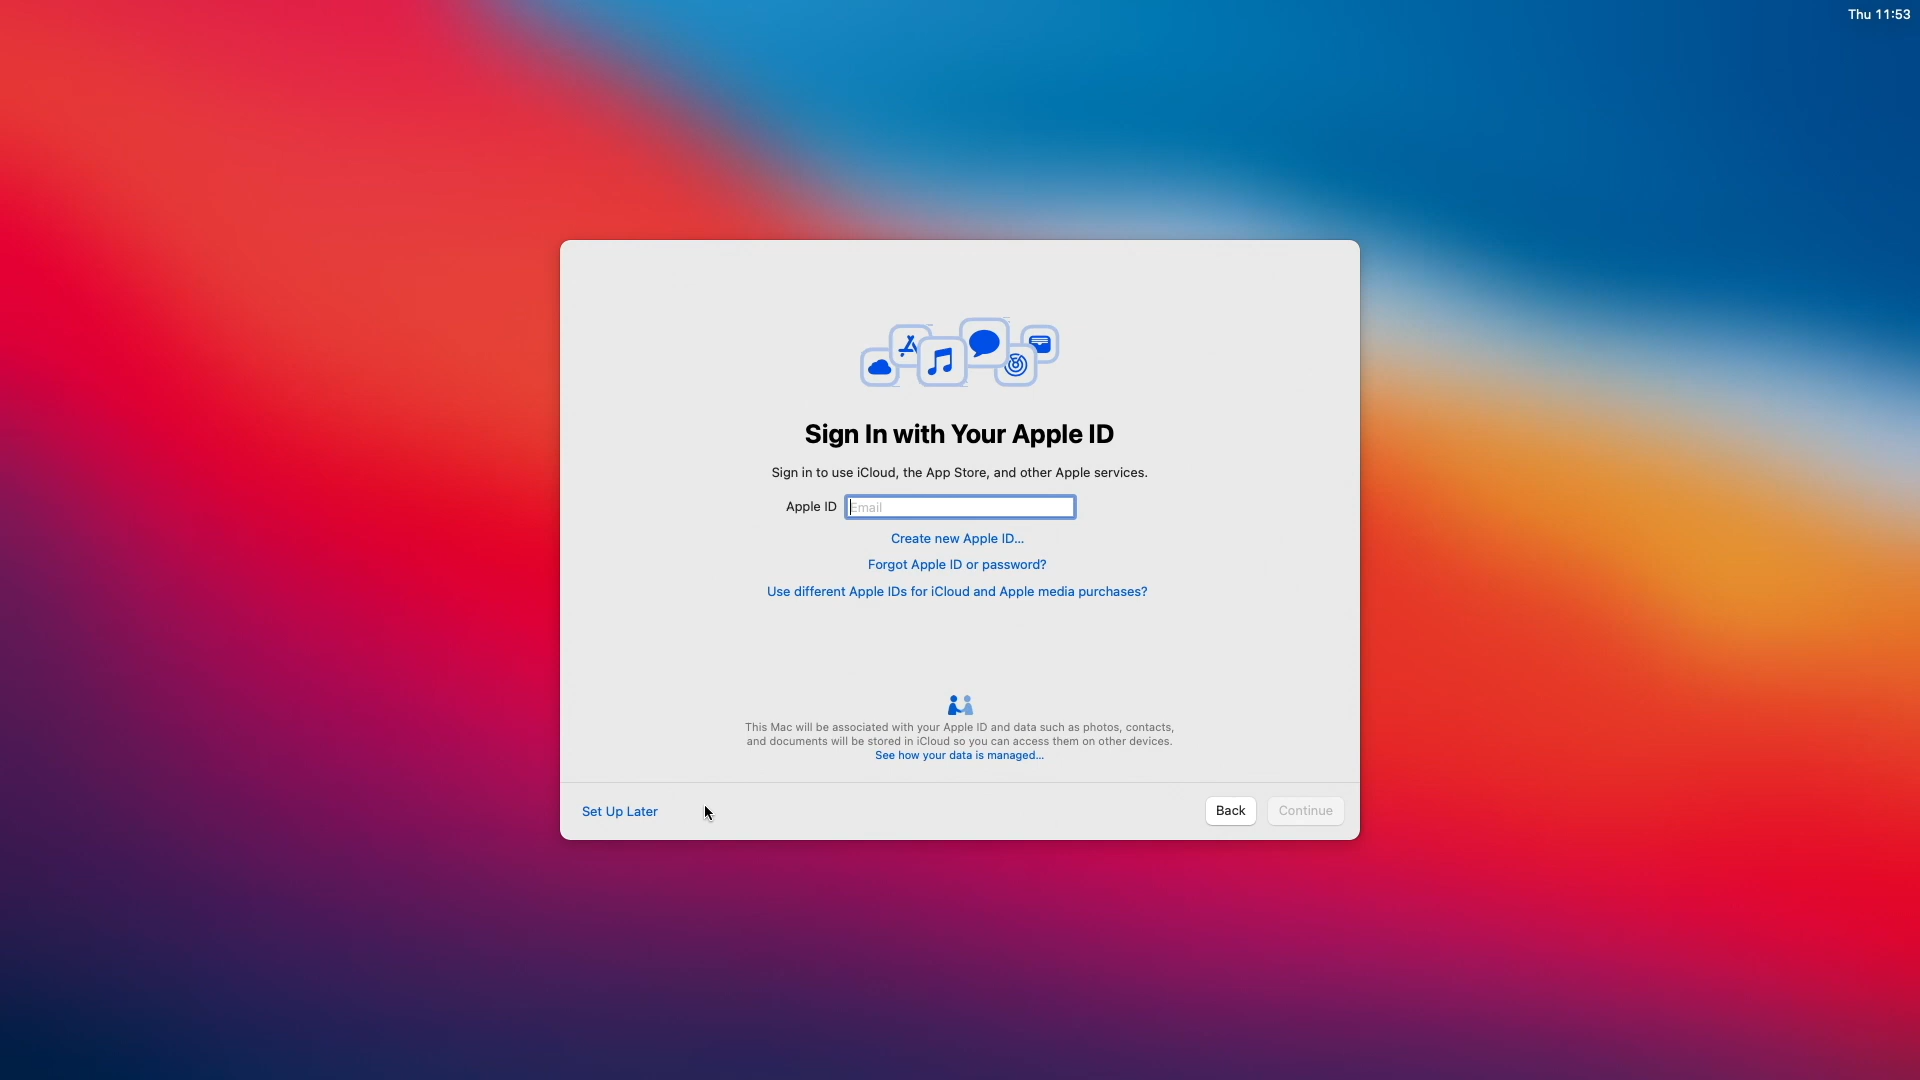 Thu 11:53
Sign In with Your Apple ID
Sign in to use iCloud, the App Store, and other Apple services.
Apple ID
Email
Create new Apple ID...
Forgot Apple ID or password?
Use different Apple IDs for iCloud and Apple media purchases?
This Mac will be associated with your Apple ID and data such as photos, contacts,
and documents will be stored in iCloud so you can access them on other devices.
See how your data is managed...
Set Up Later
Back
Continue